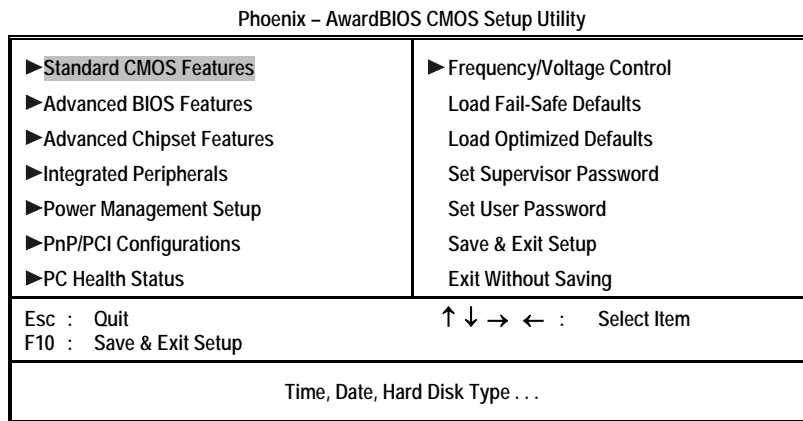 Phoenix – AwardBIOS CMOS Setup Utility
►Standard CMOS Features
►Advanced BIOS Features
►Advanced Chipset Features
►Integrated Peripherals
►Power Management Setup
►PnP/PCI Configurations
►PC Health Status
►Frequency/Voltage Control
Load Fail-Safe Defaults
Load Optimized Defaults
Set Supervisor Password
Set User Password
Save & Exit Setup
Exit Without Saving
Esc : Quit
F10 : Save & Exit Setup
↑ ↓ → ← : Select Item
Time, Date, Hard Disk Type . . .